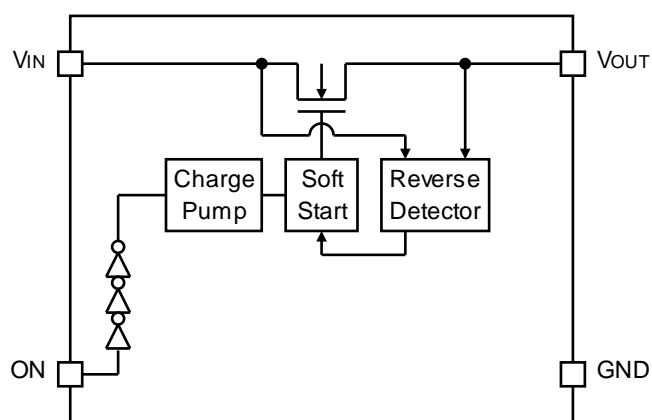 VIN
VOUT
Charge
Pump
Soft
Start
Reverse
Detector
ON
GND